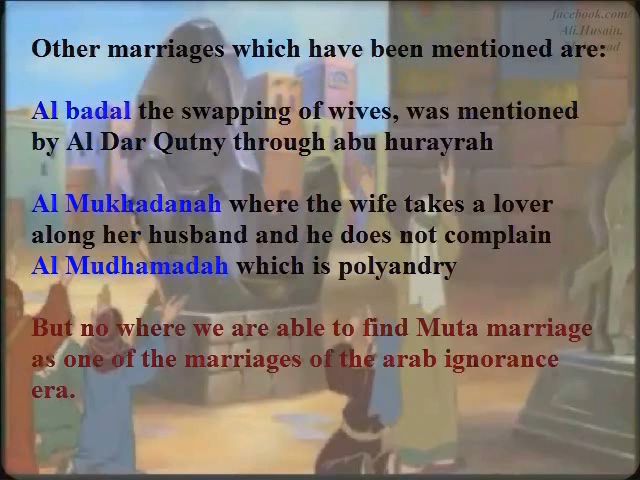 facebook.com/
Ali.Husain.
Other marriages which have been mentioned are:
Al badal the swapping of wives, was mentioned
by Al Dar Qutny through abu hurayrah
Al Mukhadanah where the wife takes a lover
along her husband and he does not complain
Al Mudhamadah which is polyandry
But no where we are able to find Muta marriage
as one of the marriages of the arab ignorance
era.